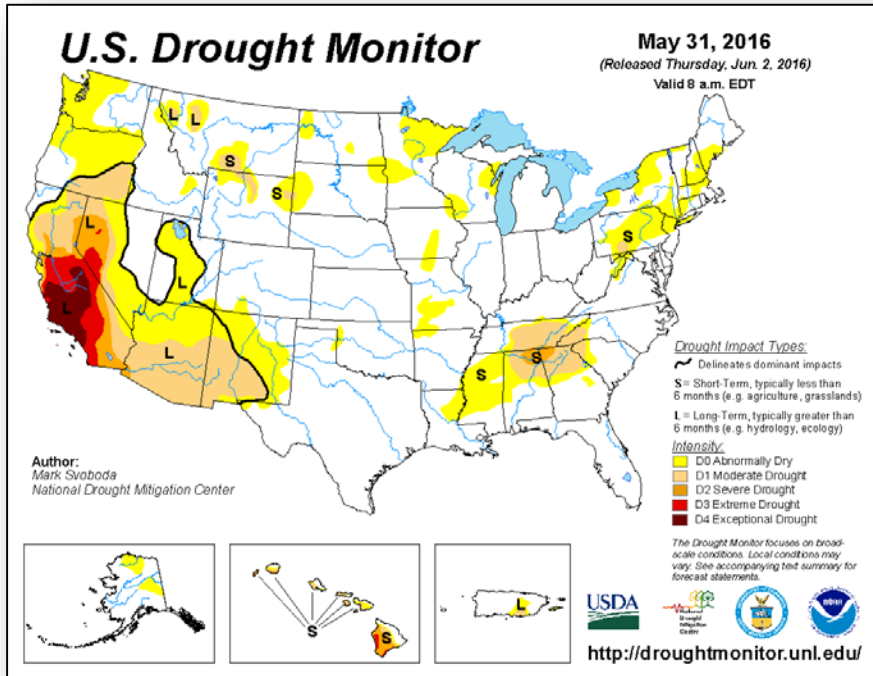 U.S. Drought Monitor
May 31, 2016
(Released Thursday, Jun. 2, 2016)
Valid 8 a.m. EDT
L
L
S
S
L
L
L
L
S
S
S
Author:
Mark Svoboda
National Drought Mitigation Center
Drought Impact Types:
Delineates dominant impacts
S = Short-Term, typically less than
6 months (e.g. agriculture, grasslands)
L = Long-Term, typically greater than
6 months (e.g. hydrology, ecology)
Intensity:
D0 Abnormally Dry
D1 Moderate Drought
D2 Severe Drought
D3 Extreme Drought
D4 Exceptional Drought
The Drought Monitor focuses on broad-
scale conditions. Local conditions may
vary. See accompanying text summary for
forecast statements.
S
S
L
USDA
National
Drought
Mitigation
Center
http://droughtmonitor.unl.edu/